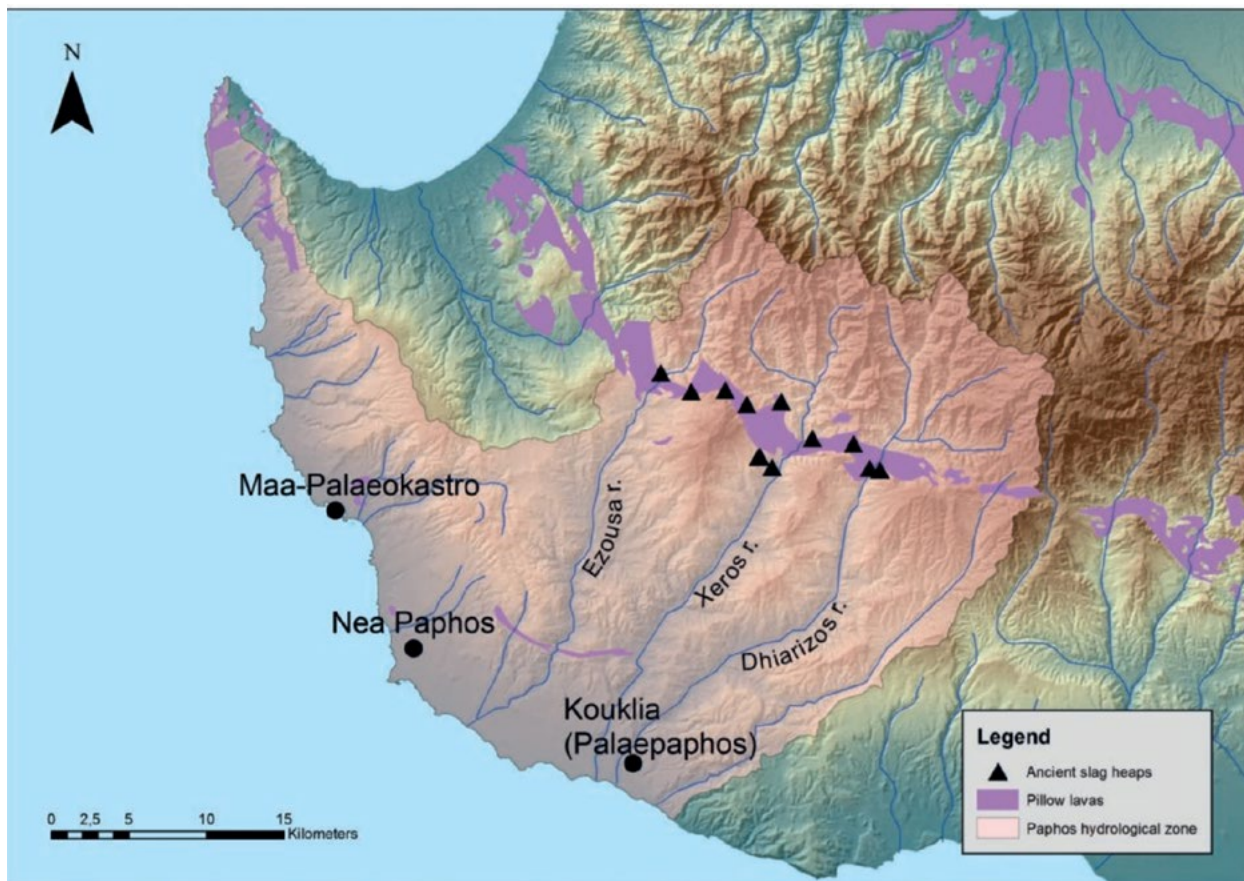 N
Maa-Palaeokastro
Ezousa r.
Xeros r.
Nea Paphos
Dhiarizos r.
Kouklia
(Palaepaphos)
Legend
Ancient slag heaps
Pillow lavas
Paphos hydrological zone
0 2,5 5 10 15
Kilometers